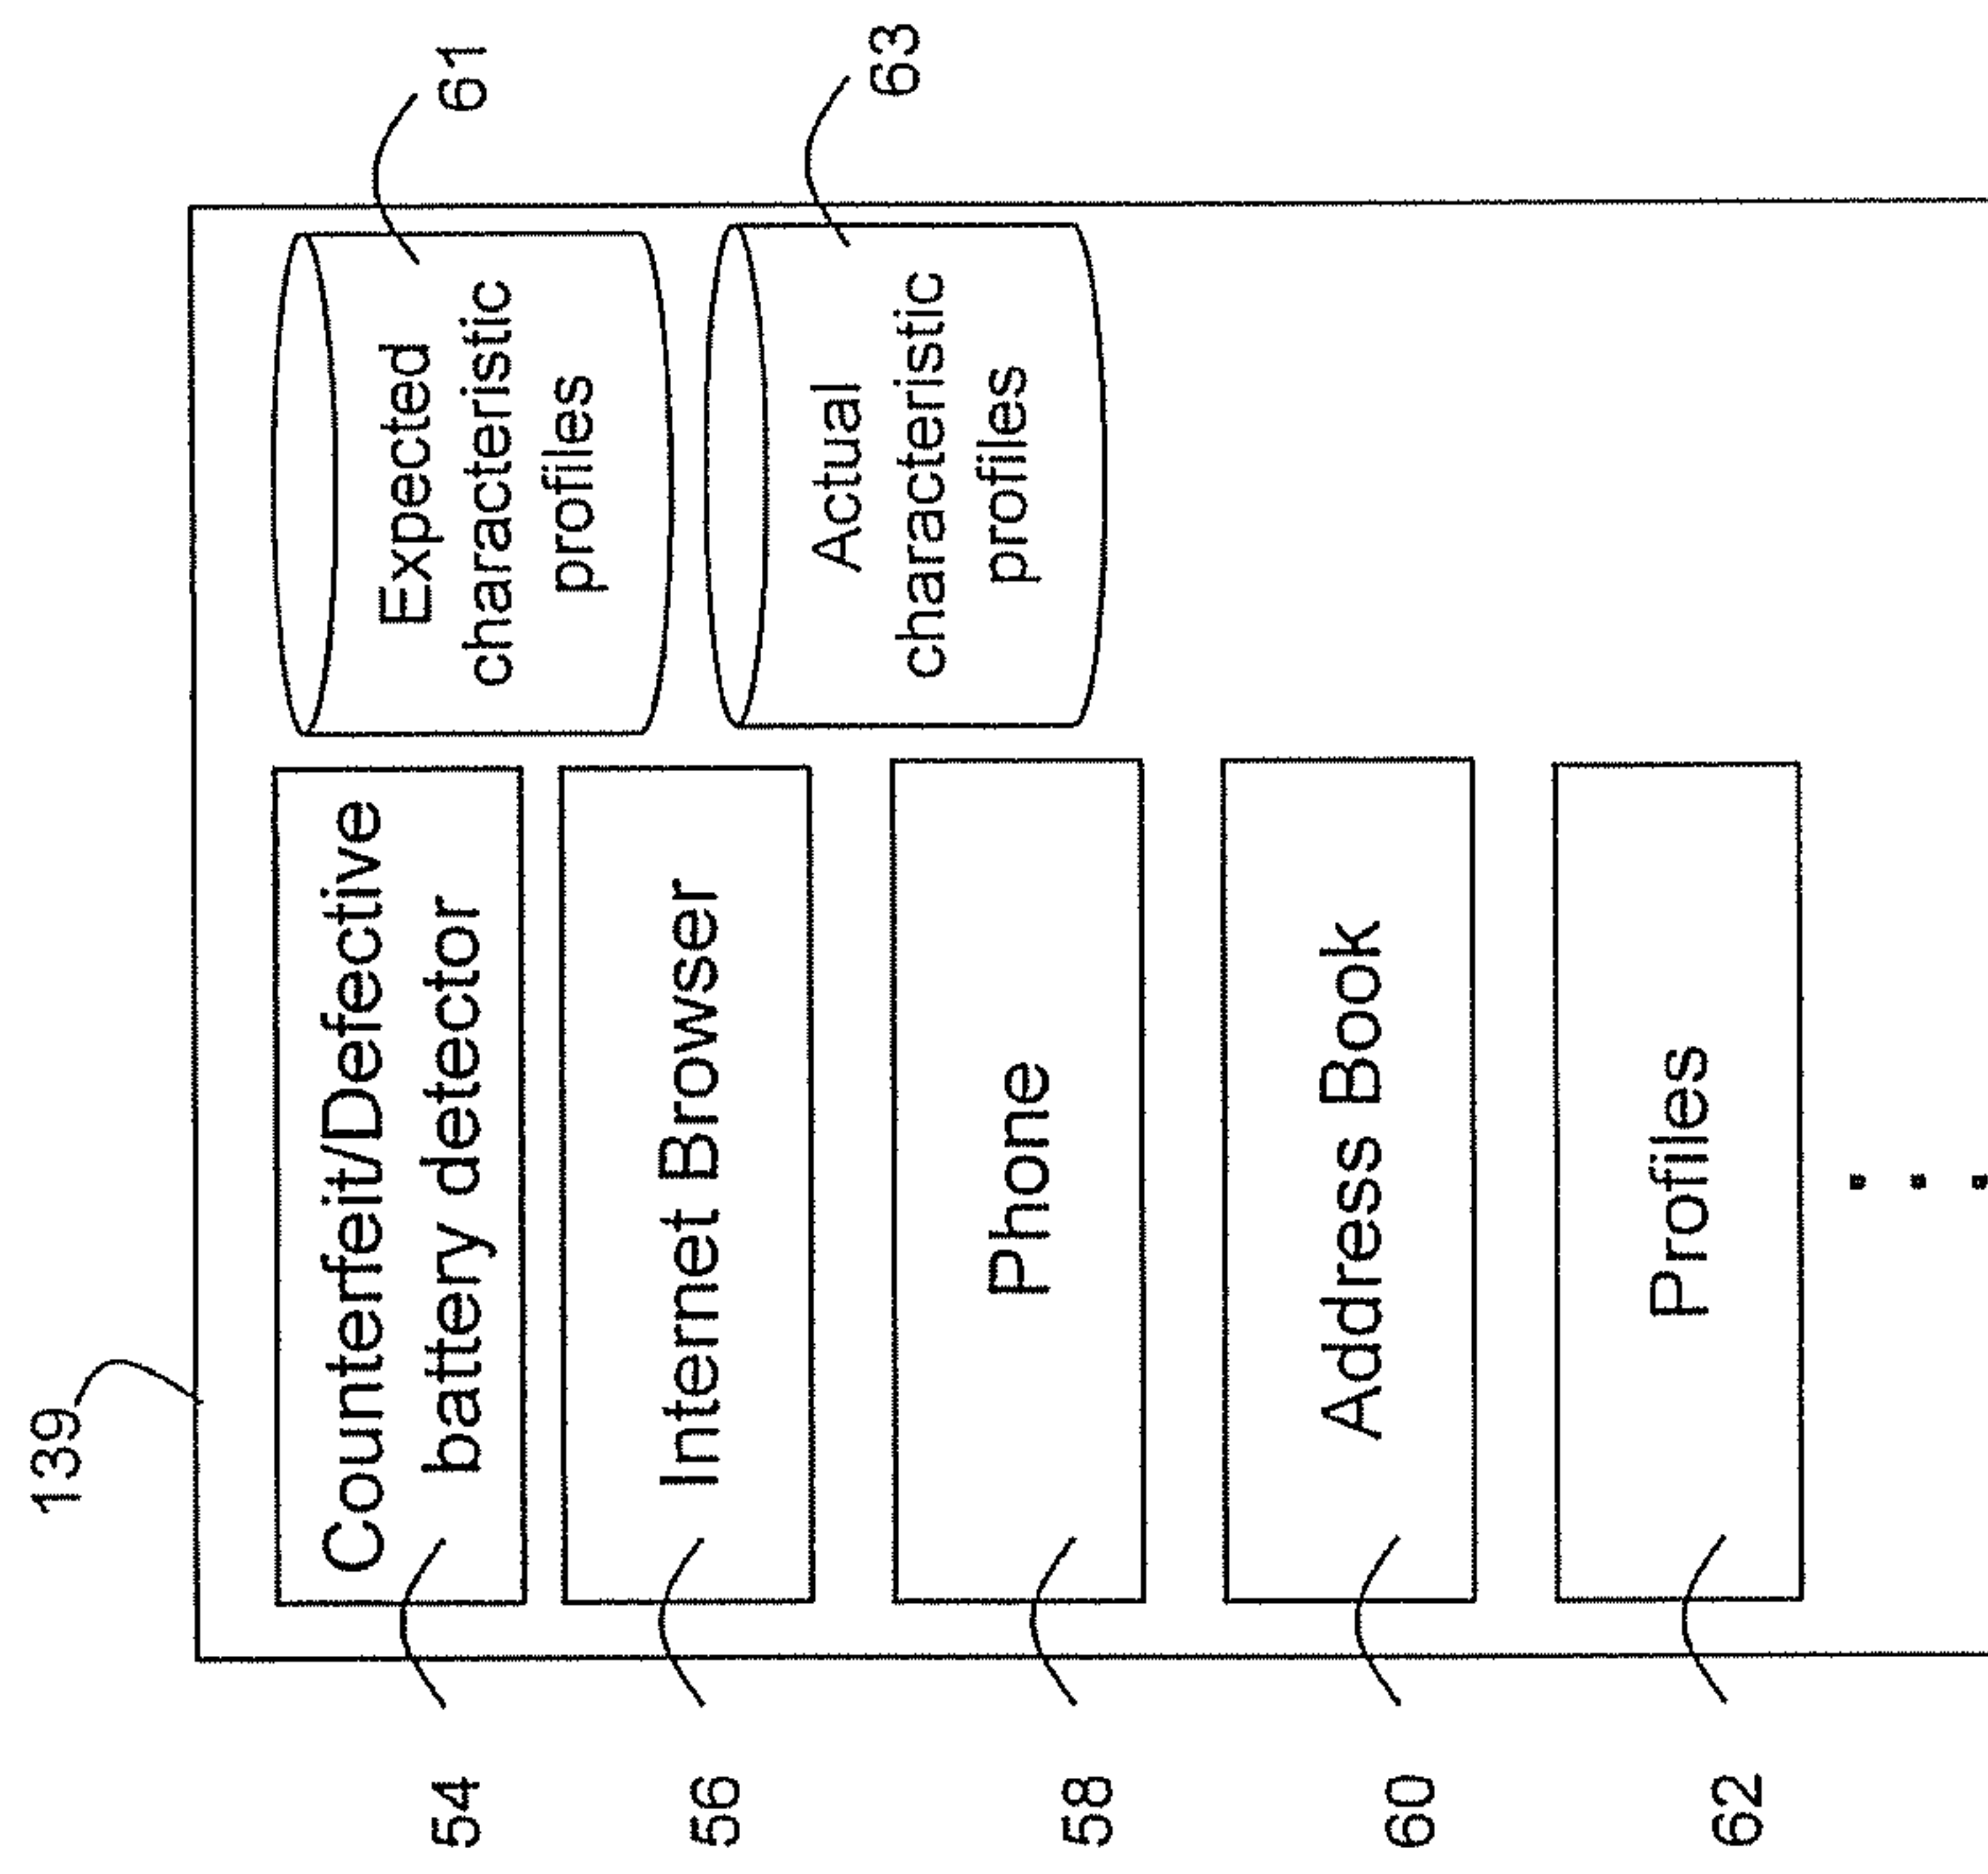 139
54
Counterfeit/Defective
battery detector
Expected
characteristic
profiles
61
56
Internet Browser
Actual
characteristic
profiles
63
58
Phone
60
Address Book
62
Profiles